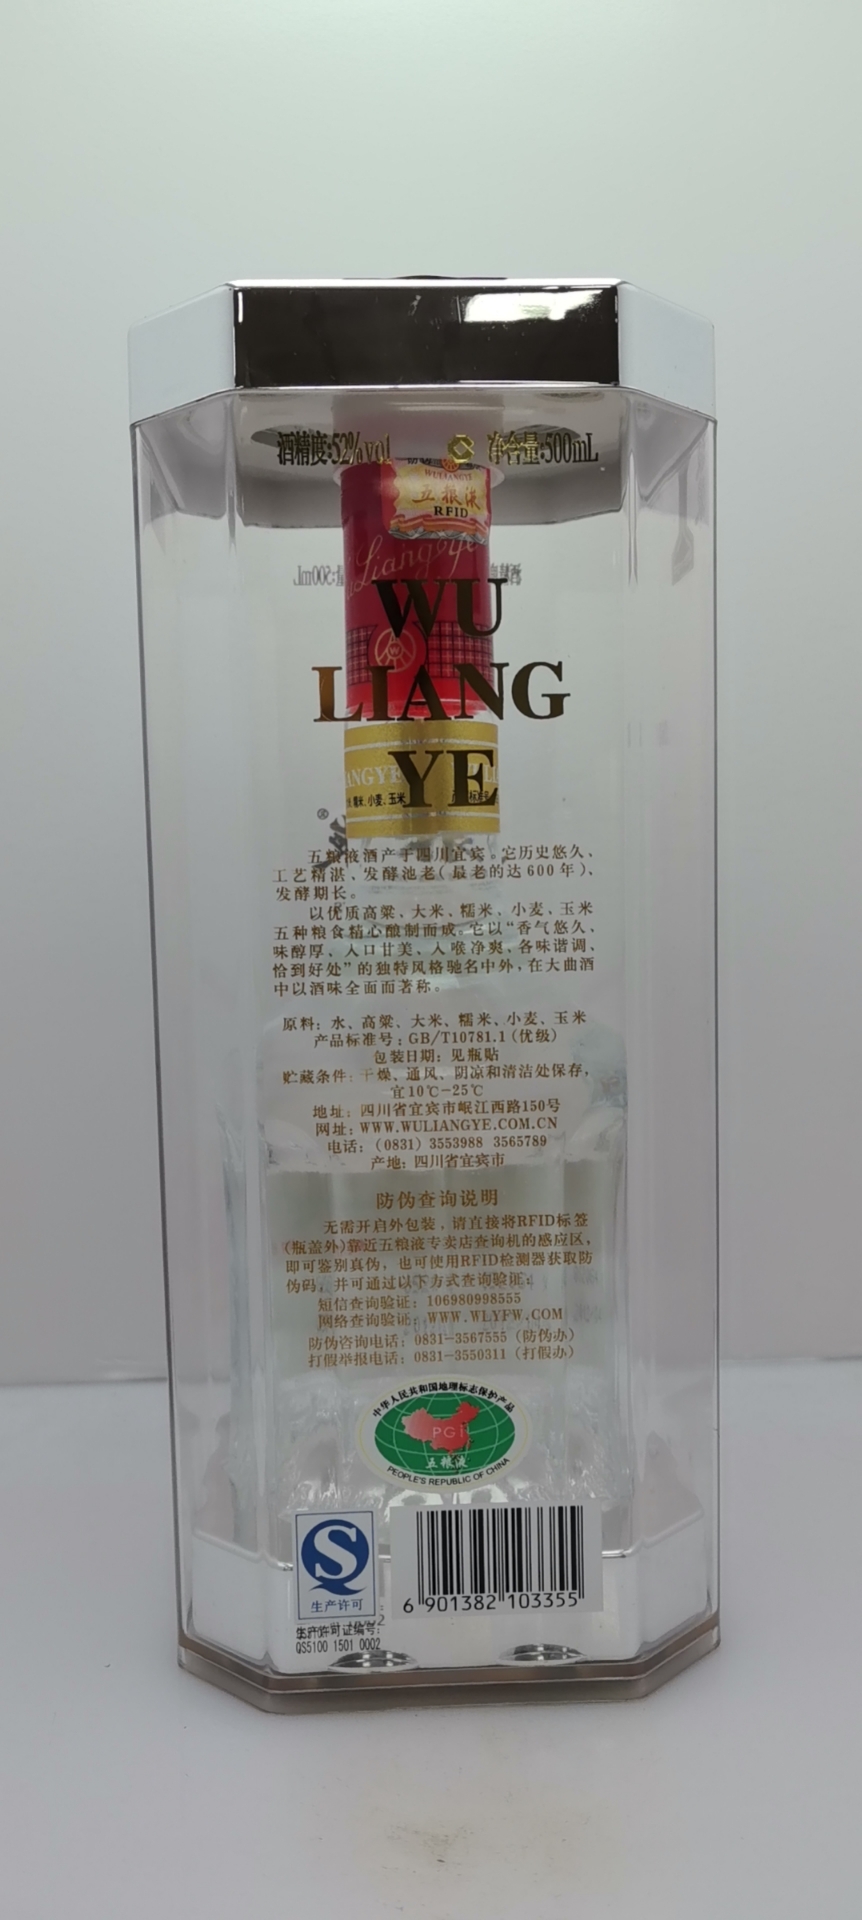 酒精度:52%vol 净含量:500mL
WULIANGYE
五粮液
RFID
WU
LIANG
YE
五粮液酒产于四川宜宾。它历史悠久、
工艺精湛、发酵池老(最老的达600年)、
发酵期长。
以优质高粱、大米、糯米、小麦、玉米
五种粮食精心酿制而成。它以“香气悠久、
味醇厚、入口甘美、入喉净爽、各味谐调、
恰到好处”的独特风格驰名中外,在大曲酒
中以酒味全面而著称。
原料: 水、高粱、大米、糯米、小麦、玉米
产品标准号: GB/T10781.1 (优级)
包装日期: 见瓶贴
贮藏条件: 干燥、通风、阴凉和清洁处保存,
宜10℃-25℃
地址: 四川省宜宾市岷江西路150号
网址: WWW.WULIANGYE.COM.CN
电话: (0831) 3553988 3565789
产地: 四川省宜宾市
防伪查询说明
无需开启外包装,请直接将RFID标签
(瓶盖外)靠近五粮液专卖店查询机的感应区,
即可鉴别真伪,也可使用RFID检测器获取防
伪码,并可通过以下方式查询验证:
短信查询验证: 106980998555
网络查询验证: WWW.WLYFW.COM
防伪咨询电话: 0831-3567555 (防伪办)
打假举报电话: 0831-3550311 (打假办)
中华人民共和国地理标志保护产品
PGI
五粮液
PEOPLE'S REPUBLIC OF CHINA
生产许可
生产许可证编号:
QS5100 1501 0002
6 901382 103355